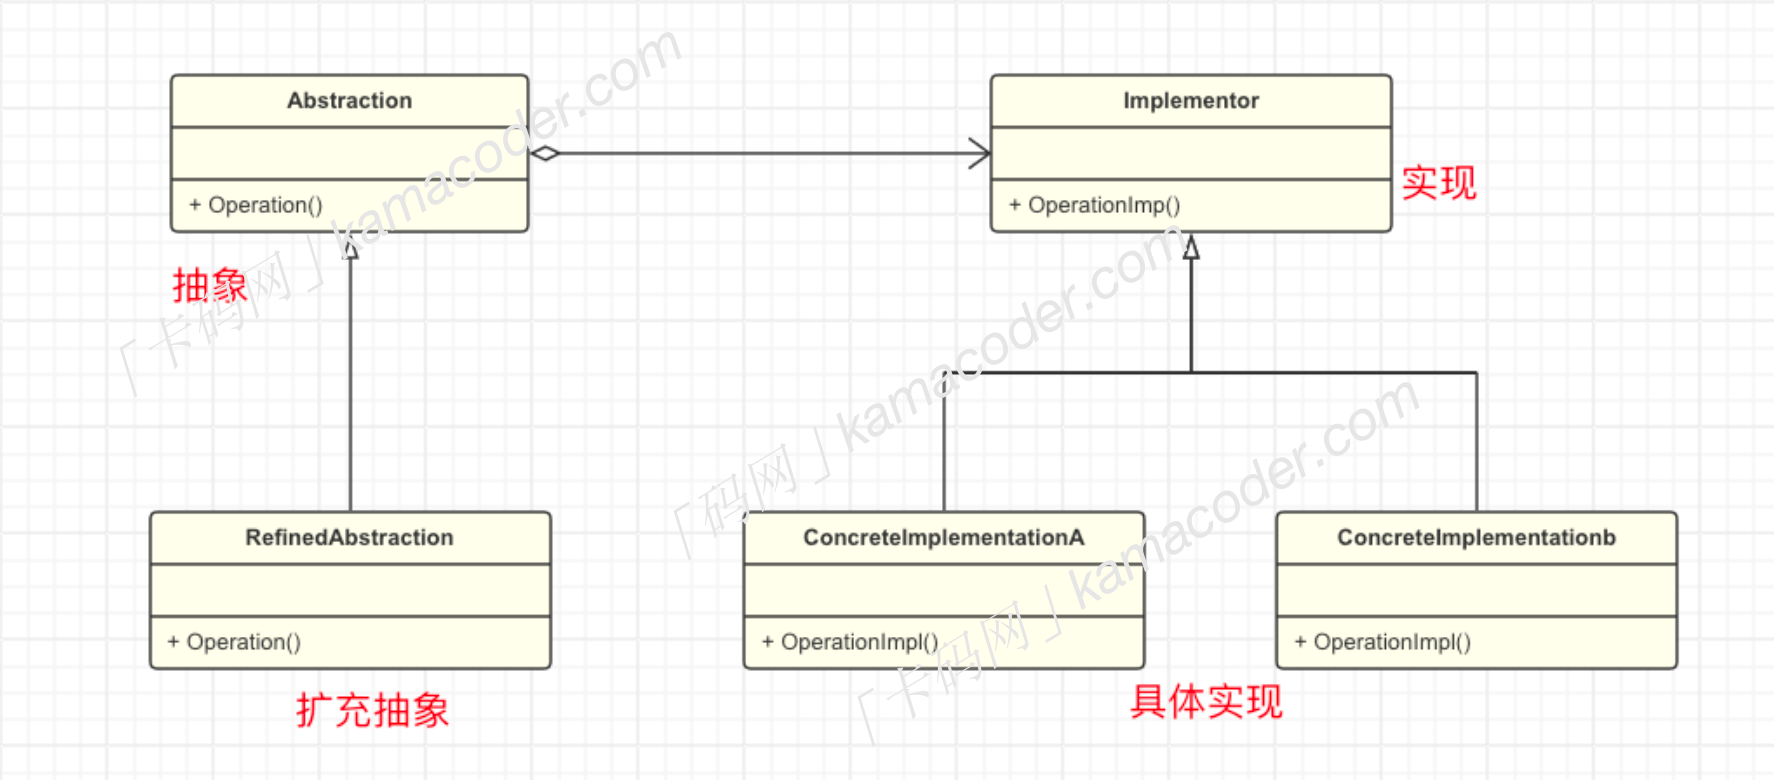 Abstraction
+ Operation()
Implementor
+ OperationImp()
实现
抽象
「卡码网」kamacoder.com
RefinedAbstraction
+ Operation()
扩充抽象
「码网」kamacoder.com
ConcreteImplementationA
+ OperationImpl()
ConcreteImplementationb
+ OperationImpl()
具体实现
「卡码网」kamacoder.com